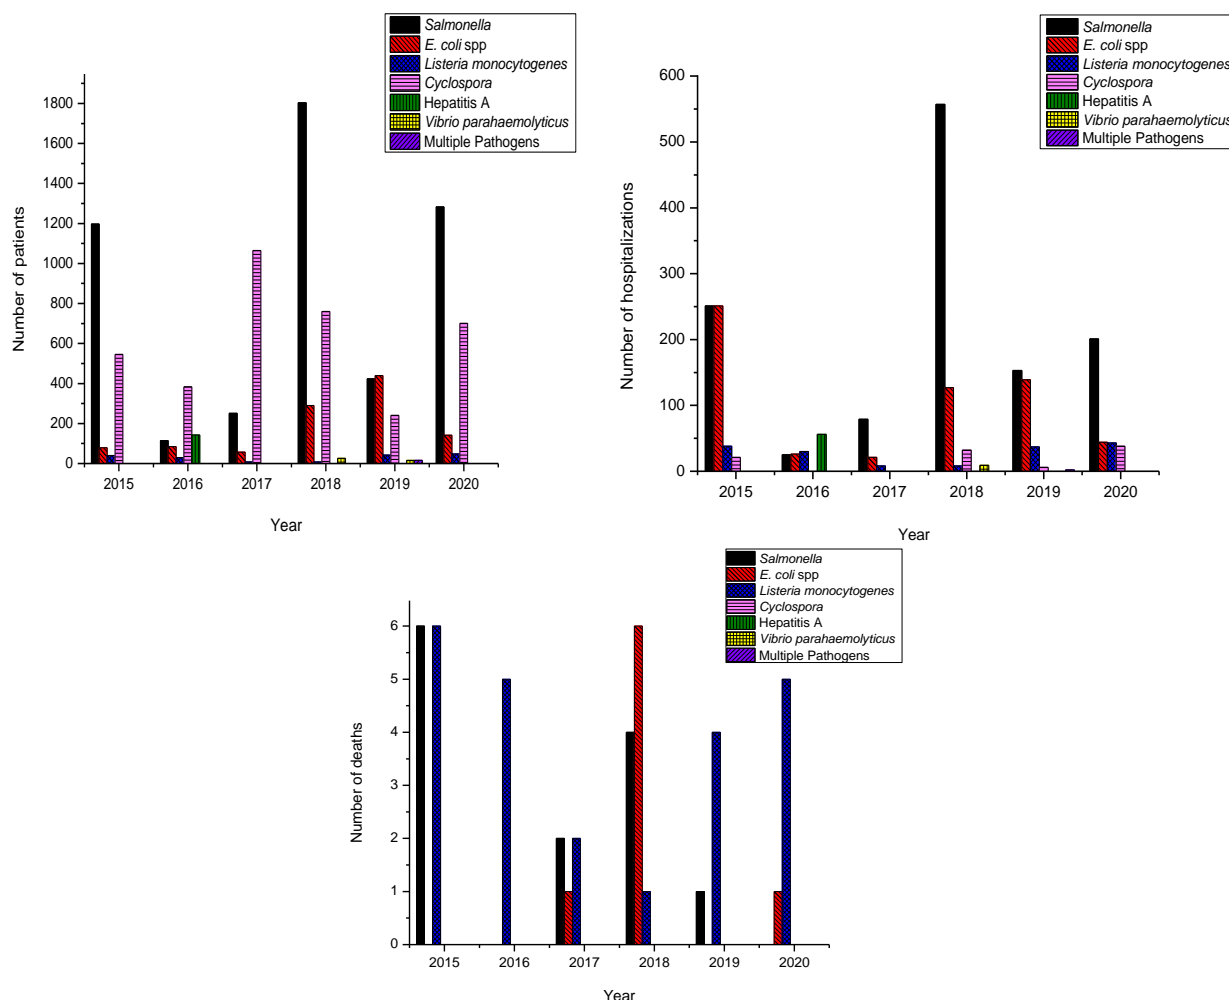 Salmonella
E. coli spp
Listeria monocytogenes
Cyclospora
Hepatitis A
Vibrio parahaemolyticus
Multiple Pathogens
1800
1600
1400
1200
1000
800
600
400
200
0
Number of patients
2015 2016 2017 2018 2019 2020
Year
Salmonella
E. coli spp
Listeria monocytogenes
Cyclospora
Hepatitis A
Vibrio parahaemolyticus
Multiple Pathogens
600
500
400
300
200
100
0
Number of hospitalizations
2015 2016 2017 2018 2019 2020
Year
Salmonella
E. coli spp
Listeria monocytogenes
Cyclospora
Hepatitis A
Vibrio parahaemolyticus
Multiple Pathogens
6
5
4
3
2
1
0
Number of deaths
2015 2016 2017 2018 2019 2020
Year